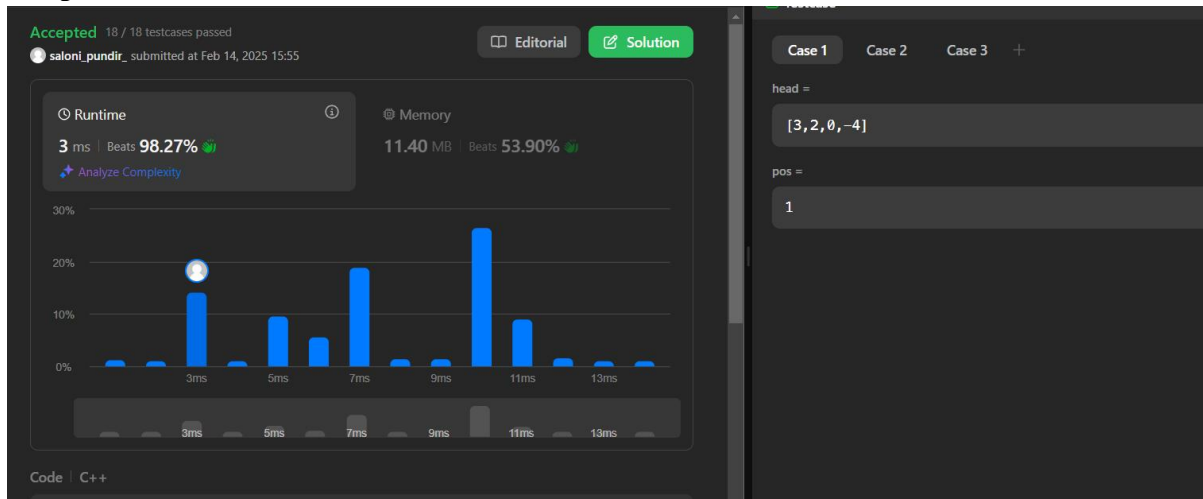 Accepted 18 / 18 testcases passed
saloni_pundir_ submitted at Feb 14, 2025 15:55
Editorial
Solution
Runtime
3 ms Beats 98.27%
Analyze Complexity
Memory
11.40 MB Beats 53.90%
30%
20%
10%
0%
3ms 5ms 7ms 9ms 11ms 13ms
3ms 5ms 7ms 9ms 11ms 13ms
Code C++
Case 1 Case 2 Case 3 +
head =
[3,2,0,-4]
pos =
1